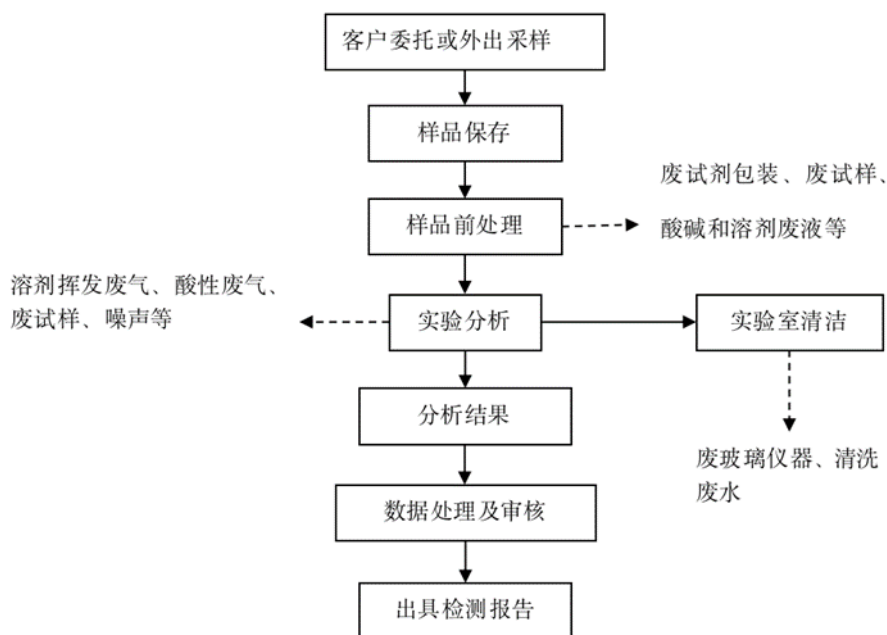 客户委托或外出采样
样品保存
废试剂包装、废试样、
样品前处理
酸碱和溶剂废液等
溶剂挥发废气、酸性废气、
废试样、噪声等
实验分析
实验室清洁
分析结果
废玻璃仪器、清洗
废水
数据处理及审核
出具检测报告